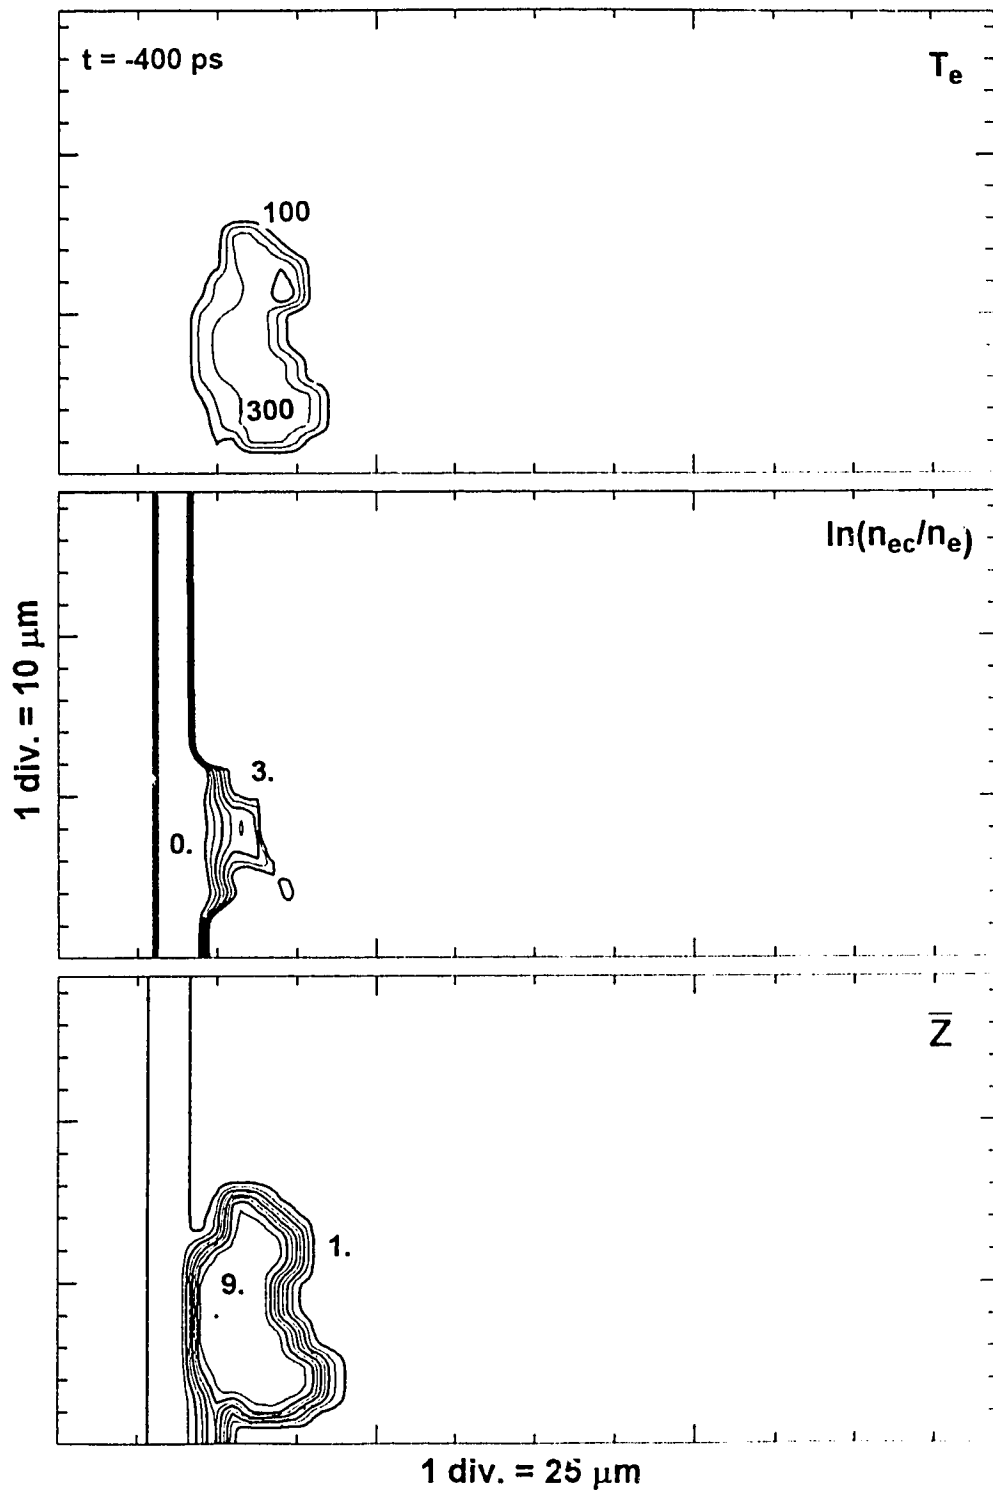 t = -400 ps
Tₑ
100
300
ln(nₑc/nₑ)
1 div. = 10 μm
3.
0.
Z̅
1.
9.
1 div. = 25 μm